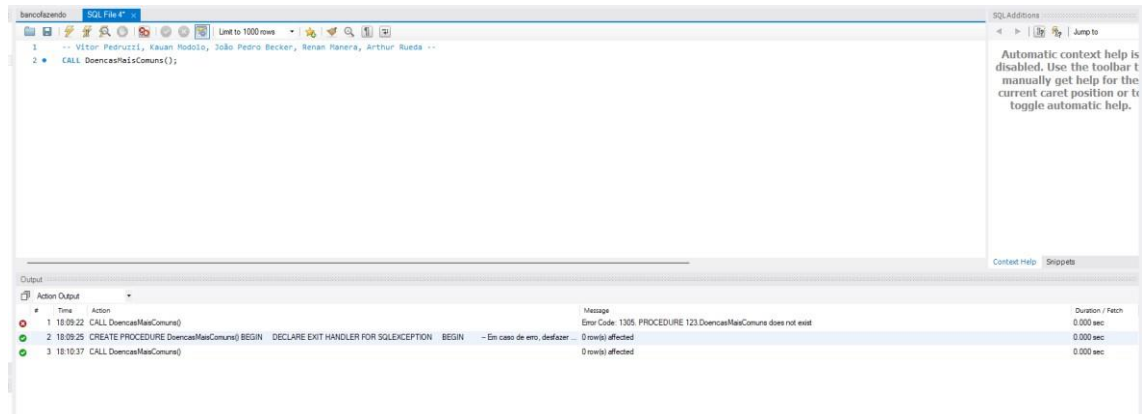 bancofazendo SQL File 4*
Limit to 1000 rows
1 -- Vitor Pedruzzi, Kauan Modolo, João Pedro Becker, Renan Manera, Arthur Rueda --
2 CALL DoencasMaisComuns();
SQLAdditions
Jump to
Automatic context help is
disabled. Use the toolbar t
manually get help for the
current caret position or to
toggle automatic help.
Context Help Snippets
Output
Action Output
# Time Action Message Duration / Fetch
1 18:09:22 CALL DoencasMaisComuns() Error Code: 1305. PROCEDURE 123.DoencasMaisComuns does not exist 0.000 sec
2 18:09:25 CREATE PROCEDURE DoencasMaisComuns() BEGIN DECLARE EXIT HANDLER FOR SQLEXCEPTION BEGIN -- Em caso de erro, desfazer ... 0 row(s) affected 0.000 sec
3 18:10:37 CALL DoencasMaisComuns() 0 row(s) affected 0.000 sec